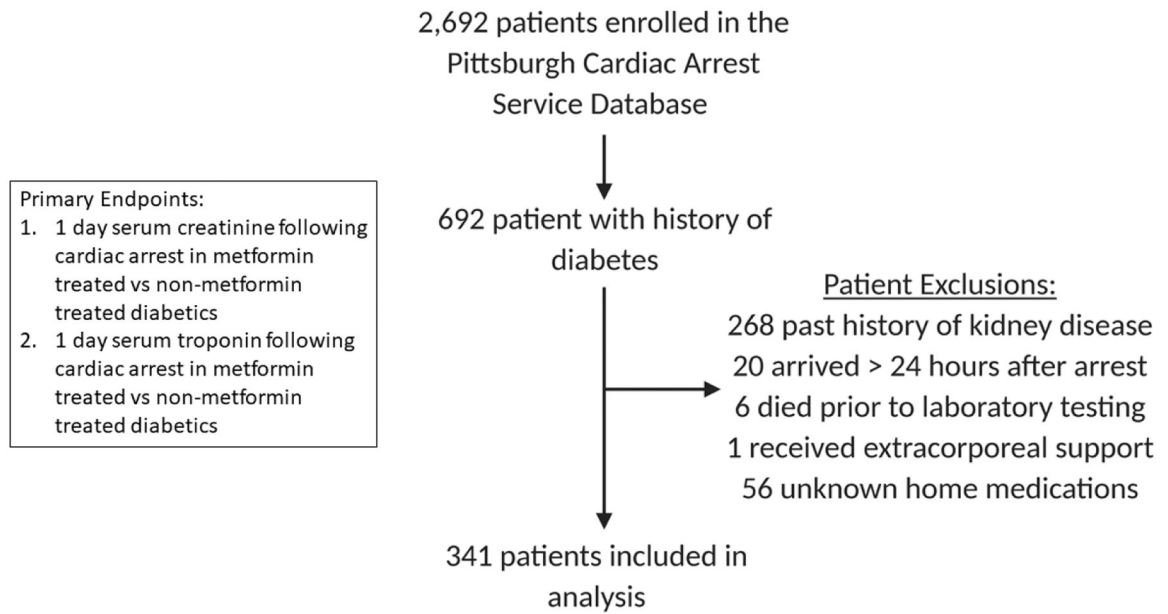 2,692 patients enrolled in the
Pittsburgh Cardiac Arrest
Service Database
Primary Endpoints:
1. 1 day serum creatinine following
cardiac arrest in metformin
treated vs non-metformin
treated diabetics
2. 1 day serum troponin following
cardiac arrest in metformin
treated vs non-metformin
treated diabetics
692 patient with history of
diabetes
Patient Exclusions:
268 past history of kidney disease
20 arrived > 24 hours after arrest
6 died prior to laboratory testing
1 received extracorporeal support
56 unknown home medications
341 patients included in
analysis